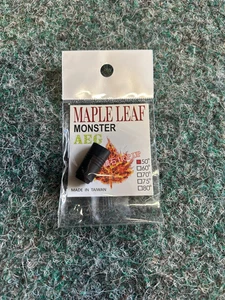 MAPLE LEAF
MONSTER
AEG
■50°
□60°
□70°
□75°
□80°
MADE IN TAIWAN